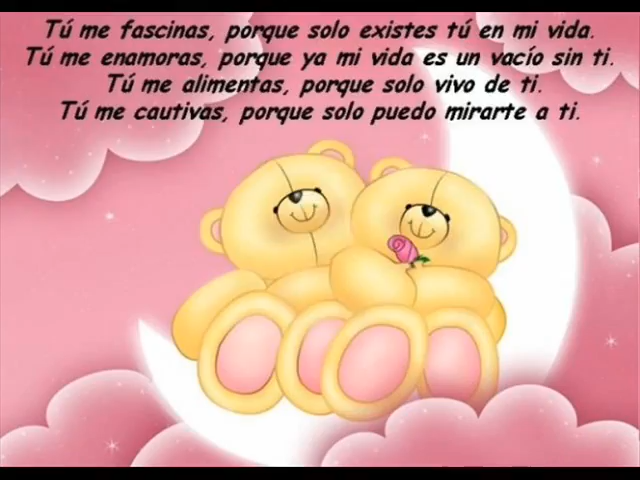 Tú me fascinas, porque solo existes tú en mi vida.
Tú me enamoras, porque ya mi vida es un vacío sin ti.
Tú me alimentas, porque solo vivo de ti.
Tú me cautivas, porque solo puedo mirarte a ti.